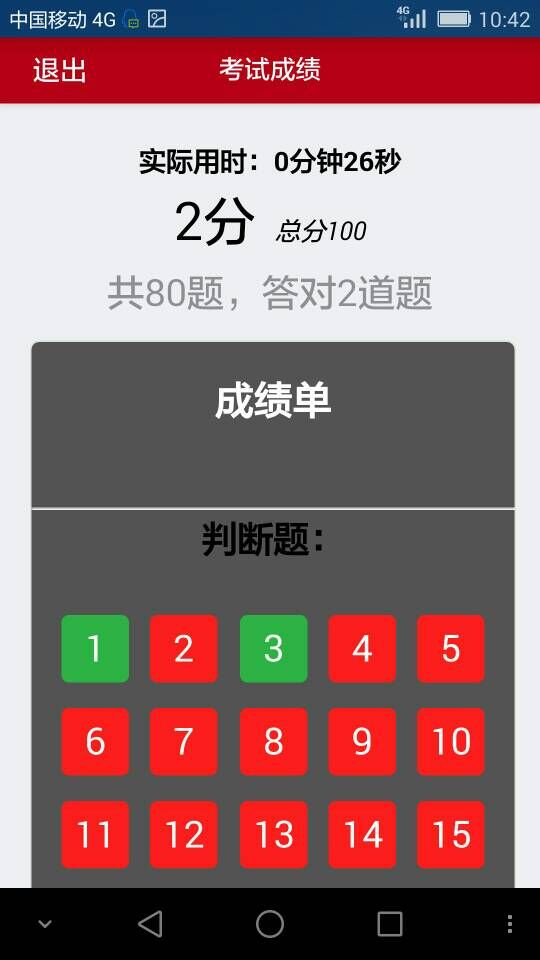 中国移动 4G 4G 10:42
退出 考试成绩
实际用时：0分钟26秒
2分 总分100
共80题，答对2道题
成绩单
判断题：
1 2 3 4 5
6 7 8 9 10
11 12 13 14 15